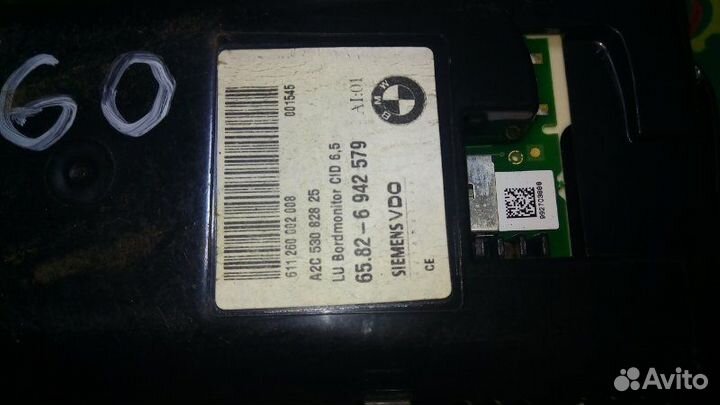 60
611 260 002.008
001545
A2C 530 828 25
LU Bordmonitor CID 6,5
AI:01
65.82-6 942 579
SIEMENS VDO
BMW
CE
Avito